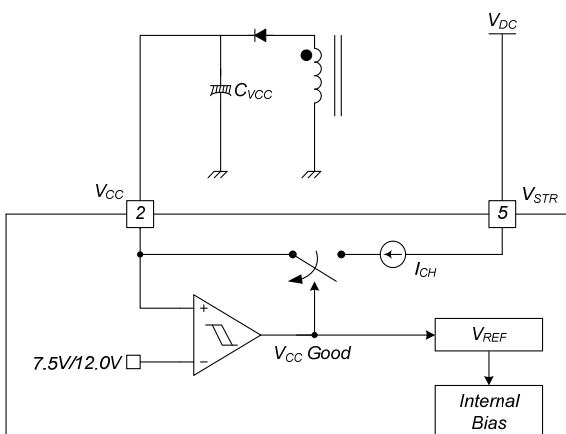 V_DC
C_VCC
V_CC
2
5
V_STR
I_CH
+
7.5V/12.0V
−
V_CC Good
V_REF
Internal
Bias